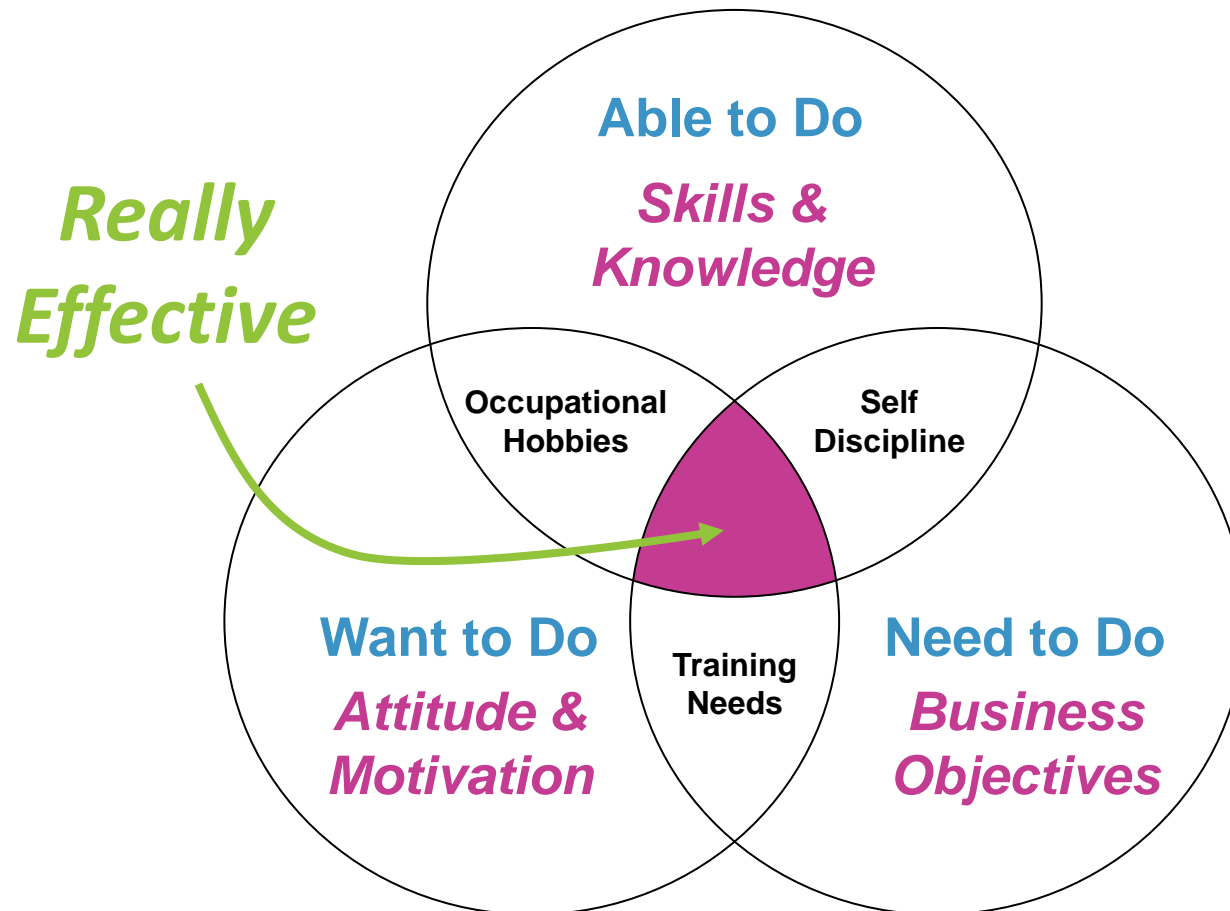 Able to Do
Skills &
Knowledge
Really
Effective
Occupational
Hobbies
Self
Discipline
Want to Do
Attitude &
Motivation
Training
Needs
Need to Do
Business
Objectives